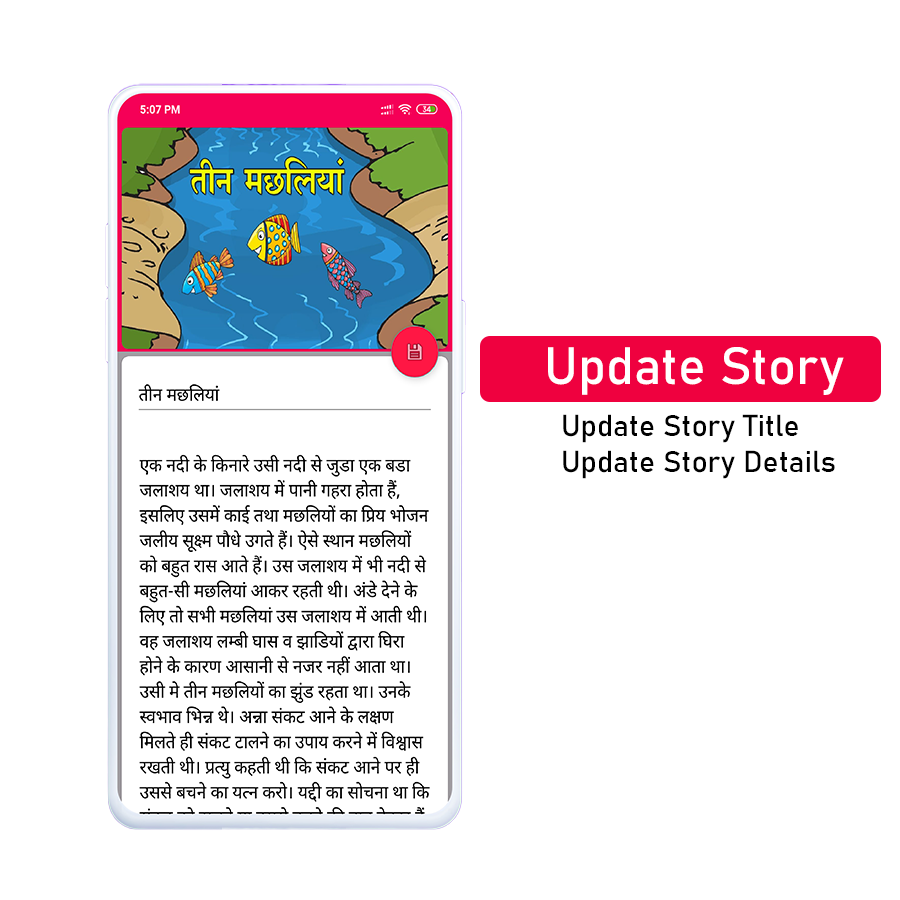 5:07 PM
34
तीन मछलियां
तीन मछलियां
एक नदी के किनारे उसी नदी से जुडा एक बडा
जलाशय था। जलाशय में पानी गहरा होता हैं,
इसलिए उसमें काई तथा मछलियों का प्रिय भोजन
जलीय सूक्ष्म पौधे उगते हैं। ऐसे स्थान मछलियों
को बहुत रास आते हैं। उस जलाशय में भी नदी से
बहुत-सी मछलियां आकर रहती थी। अंडे देने के
लिए तो सभी मछलियां उस जलाशय में आती थी।
वह जलाशय लम्बी घास व झाडियों द्वारा घिरा
होने के कारण आसानी से नजर नहीं आता था।
उसी मे तीन मछलियों का झुंड रहता था। उनके
स्वभाव भिन्न थे। अन्ना संकट आने के लक्षण
मिलते ही संकट टालने का उपाय करने में विश्वास
रखती थी। प्रत्यु कहती थी कि संकट आने पर ही
उससे बचने का यत्न करो। यद्दी का सोचना था कि
Update Story
Update Story Title
Update Story Details